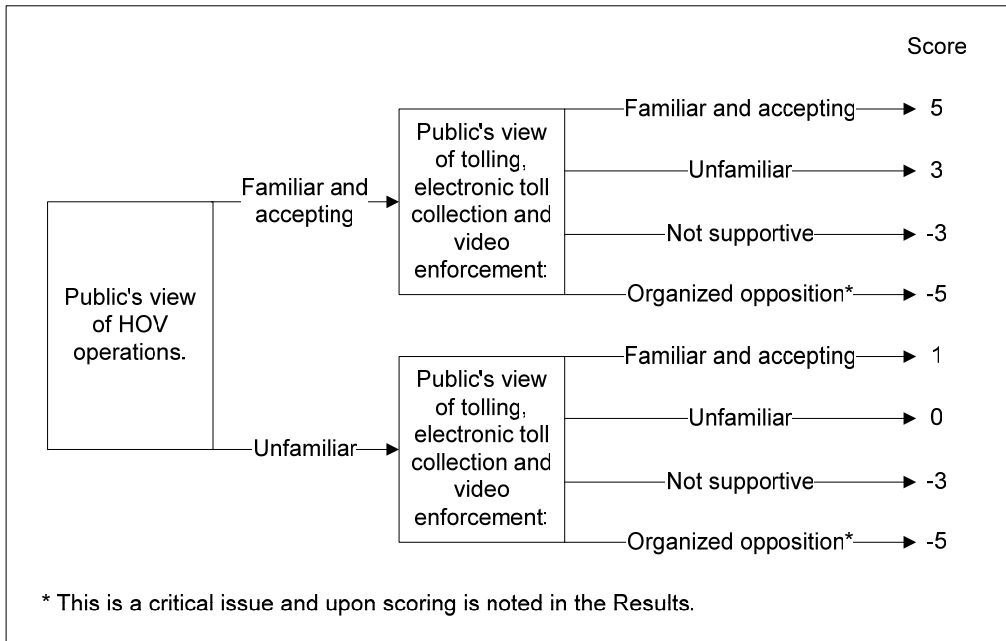 Score
Public's view
of HOV
operations.
Familiar and
accepting
Public's view
of tolling,
electronic toll
collection and
video
enforcement:
Familiar and accepting 5
Unfamiliar 3
Not supportive -3
Organized opposition* -5
Unfamiliar
Public's view
of tolling,
electronic toll
collection and
video
enforcement:
Familiar and accepting 1
Unfamiliar 0
Not supportive -3
Organized opposition* -5
* This is a critical issue and upon scoring is noted in the Results.